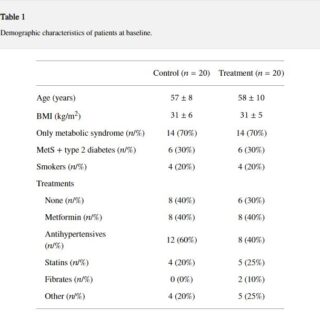 Table 1
Demographic characteristics of patients at baseline.
Control (n = 20) Treatment (n = 20)
Age (years) 57 ± 8 58 ± 10
BMI (kg/m²) 31 ± 6 31 ± 5
Only metabolic syndrome (n/%) 14 (70%) 14 (70%)
MetS + type 2 diabetes (n/%) 6 (30%) 6 (30%)
Smokers (n/%) 4 (20%) 4 (20%)
Treatments
None (n/%) 8 (40%) 6 (30%)
Metformin (n/%) 8 (40%) 8 (40%)
Antihypertensives
(n/%) 12 (60%) 8 (40%)
Statins (n/%) 4 (20%) 5 (25%)
Fibrates (n/%) 0 (0%) 2 (10%)
Other (n/%) 4 (20%) 5 (25%)